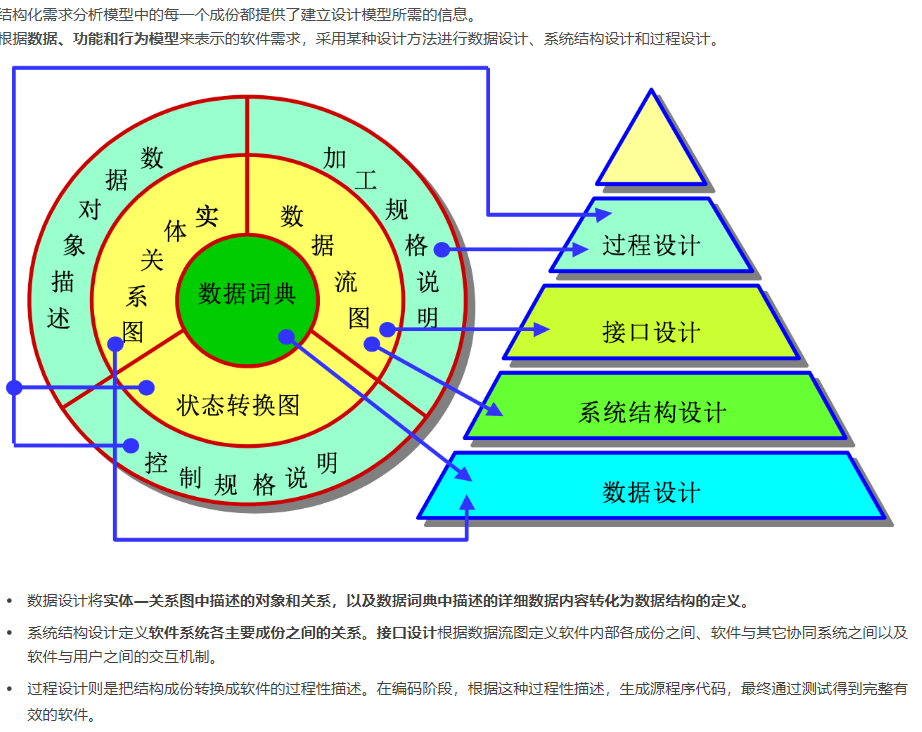 结构化需求分析模型中的每一个成份都提供了建立设计模型所需的信息。
根据数据、功能和行为模型来表示的软件需求，采用某种设计方法进行数据设计、系统结构设计和过程设计。
数据对象描述
加工规格说明
实体关系图
数据流图
数据词典
状态转换图
控制规格说明
过程设计
接口设计
系统结构设计
数据设计
• 数据设计将实体—关系图中描述的对象和关系，以及数据词典中描述的详细数据内容转化为数据结构的定义。
• 系统结构设计定义软件系统各主要成份之间的关系。接口设计根据数据流图定义软件内部各成份之间、软件与其它协同系统之间以及
软件与用户之间的交互机制。
• 过程设计则是把结构成份转换成软件的过程性描述。在编码阶段，根据这种过程性描述，生成源程序代码，最终通过测试得到完整有
效的软件。